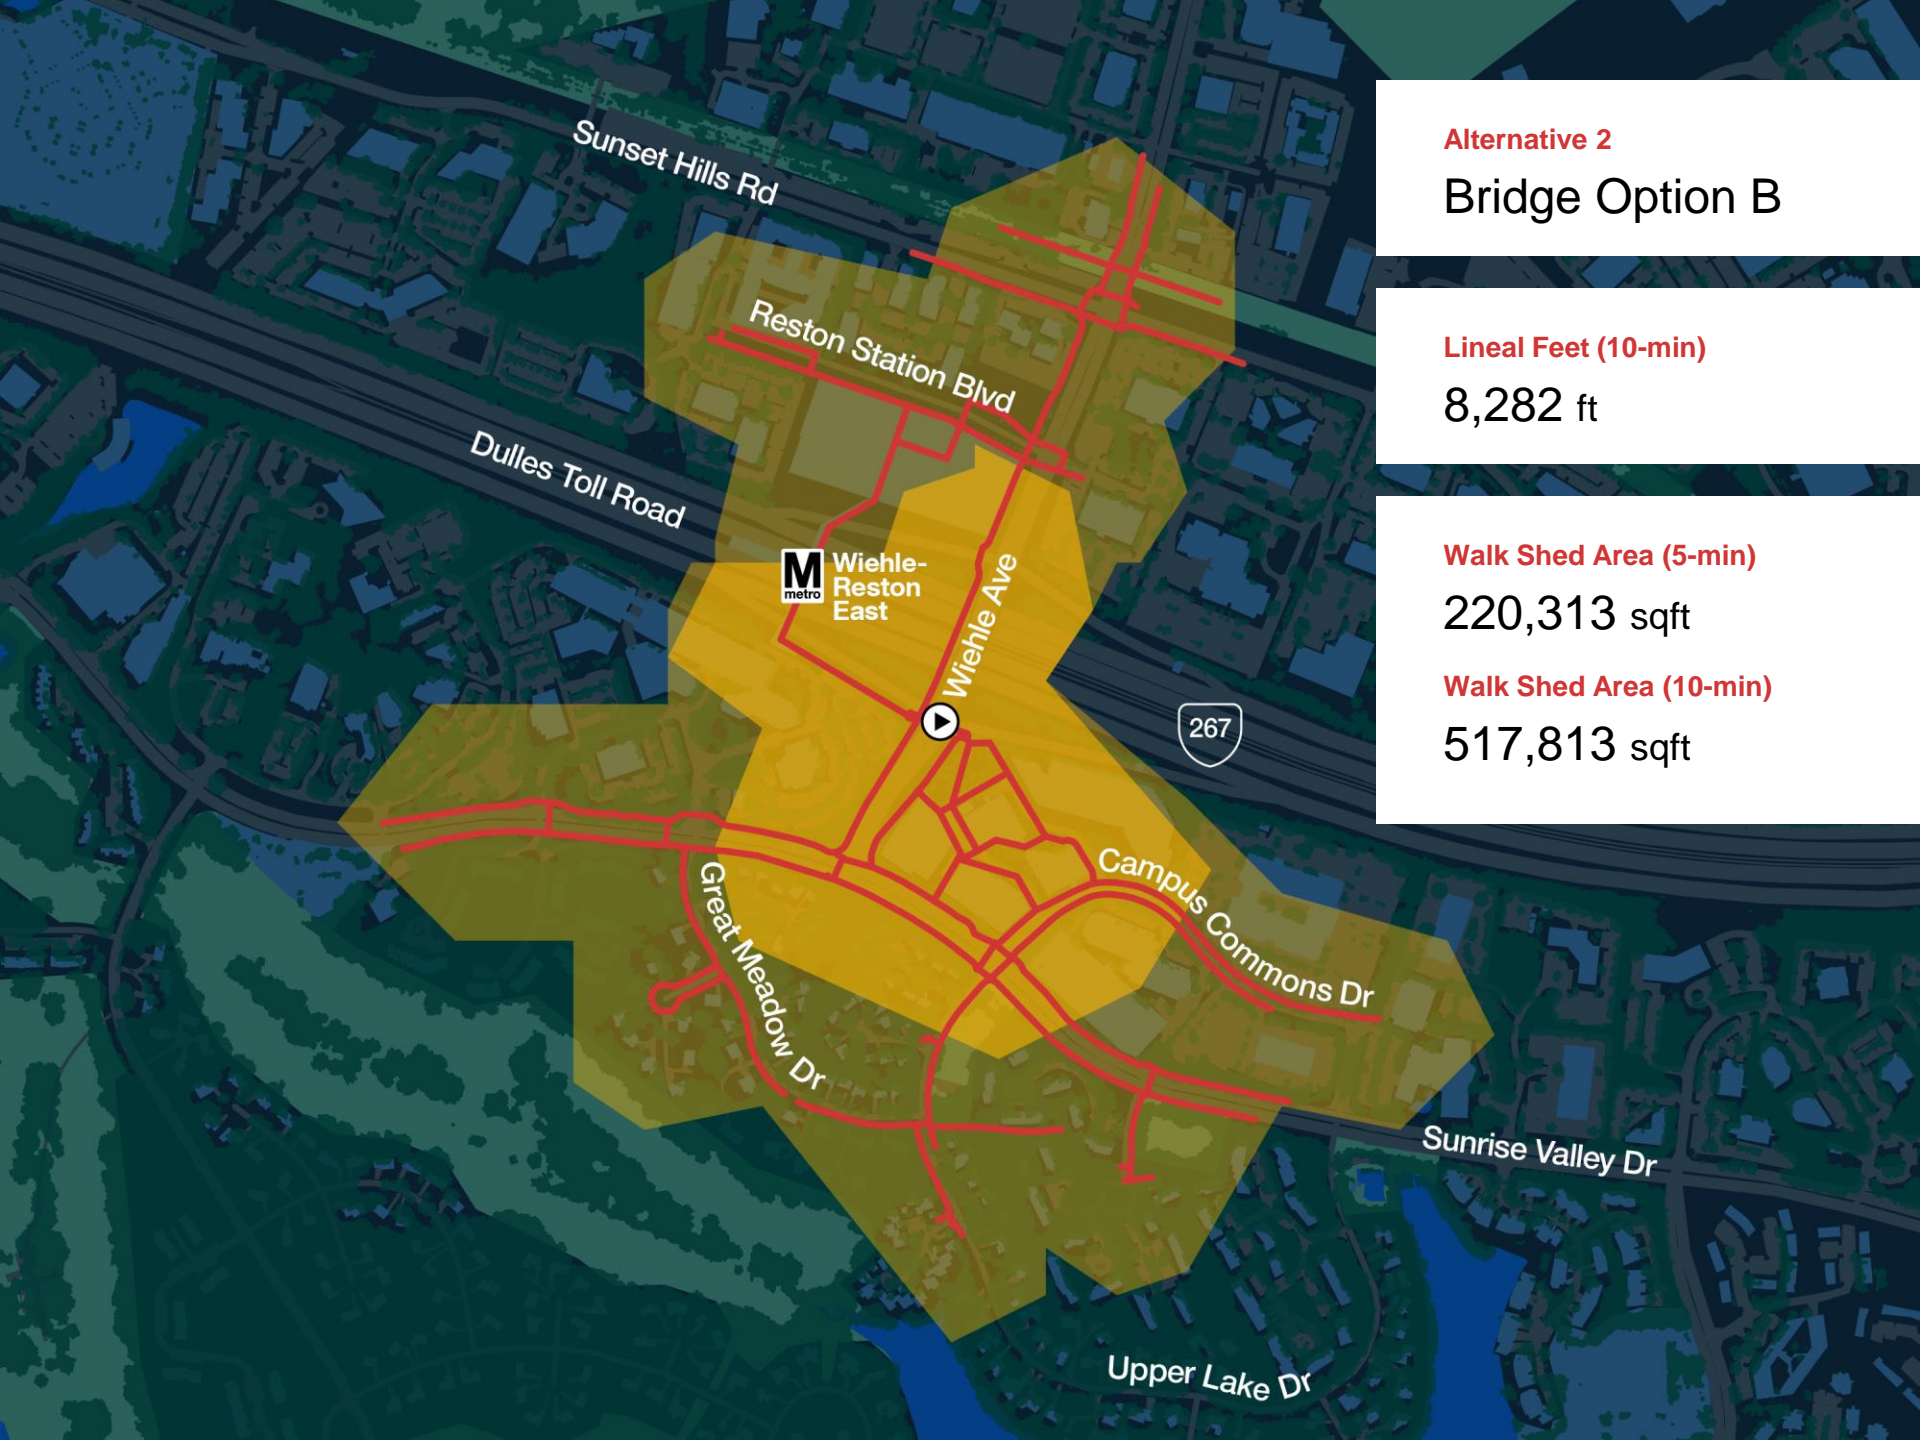 Alternative 2
Bridge Option B
Lineal Feet (10-min)
8,282 ft
Walk Shed Area (5-min)
220,313 sqft
Walk Shed Area (10-min)
517,813 sqft
Sunset Hills Rd
Reston Station Blvd
Dulles Toll Road
M
metro
Wiehle-
Reston
East
Wiehle Ave
267
Campus Commons Dr
Great Meadow Dr
Sunrise Valley Dr
Upper Lake Dr